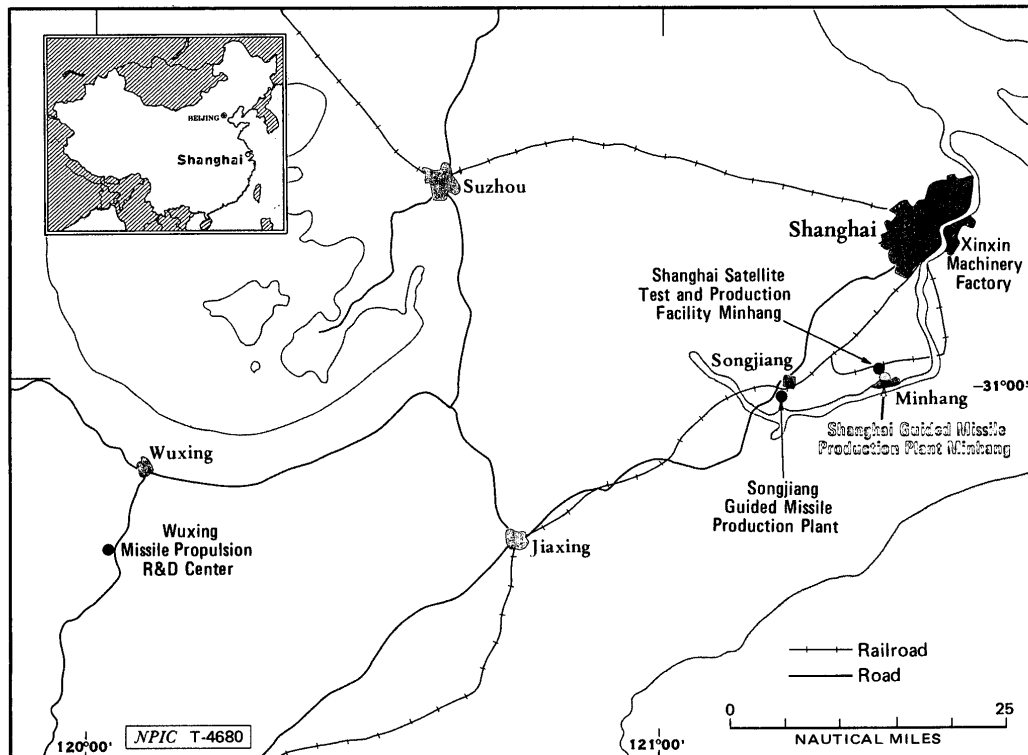 BEIJING
Shanghai
Suzhou
Shanghai
Xinxin
Machinery
Factory
Shanghai Satellite
Test and Production
Facility Minhang
Songjiang
—31°00'
Minhang
Shanghai Guided Missile
Production Plant Minhang
Wuxing
Songjiang
Guided Missile
Production Plant
Wuxing
Missile Propulsion
R&D Center
Jiaxing
Railroad
Road
0 25
NAUTICAL MILES
NPIC T-4680
120°00'
121°00'